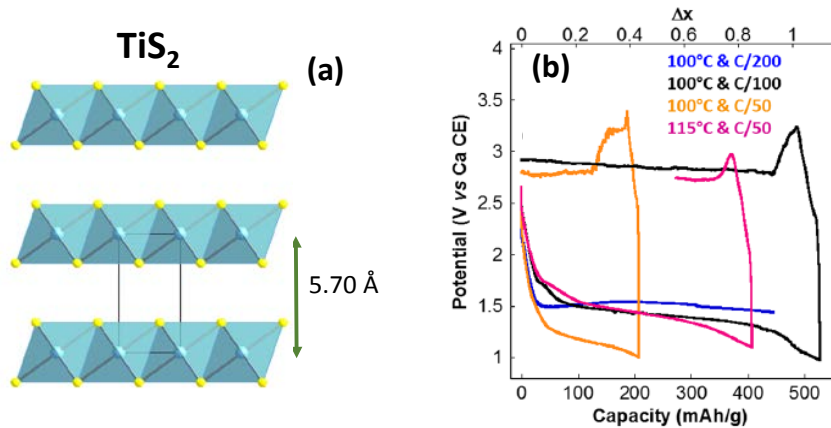 TiS2
(a)
5.70 Å
Δx
0 0.2 0.4 0.6 0.8 1
(b)
100°C & C/200
100°C & C/100
100°C & C/50
115°C & C/50
4
3.5
3
2.5
2
1.5
1
Potential (V vs Ca CE)
0 100 200 300 400 500
Capacity (mAh/g)